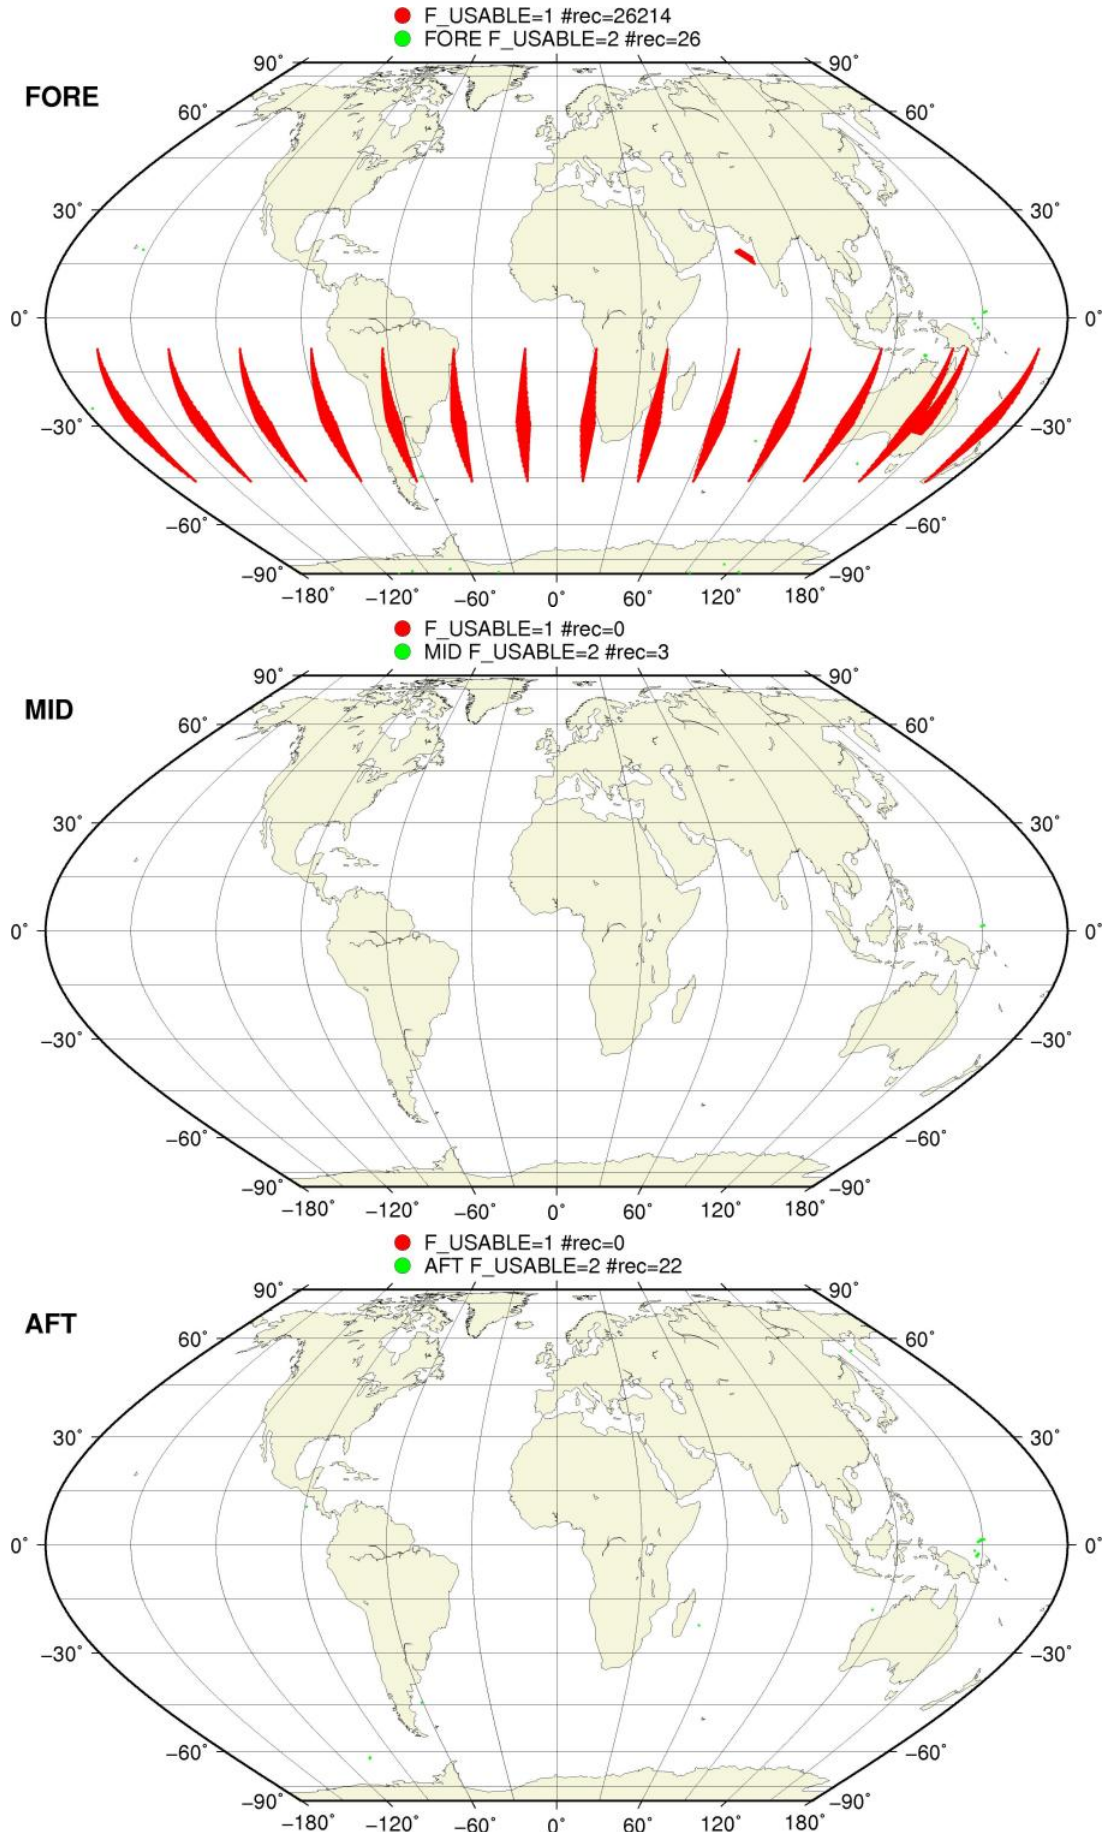 F_USABLE=1 #rec=26214
FORE F_USABLE=2 #rec=26
FORE
90° 90°
60° 60°
30° 30°
0° 0°
−30° −30°
−60° −60°
−90° −90°
−180° −120° −60° 0° 60° 120° 180°
F_USABLE=1 #rec=0
MID F_USABLE=2 #rec=3
MID
90° 90°
60° 60°
30° 30°
0° 0°
−30° −30°
−60° −60°
−90° −90°
−180° −120° −60° 0° 60° 120° 180°
F_USABLE=1 #rec=0
AFT F_USABLE=2 #rec=22
AFT
90° 90°
60° 60°
30° 30°
0° 0°
−30° −30°
−60° −60°
−90° −90°
−180° −120° −60° 0° 60° 120° 180°